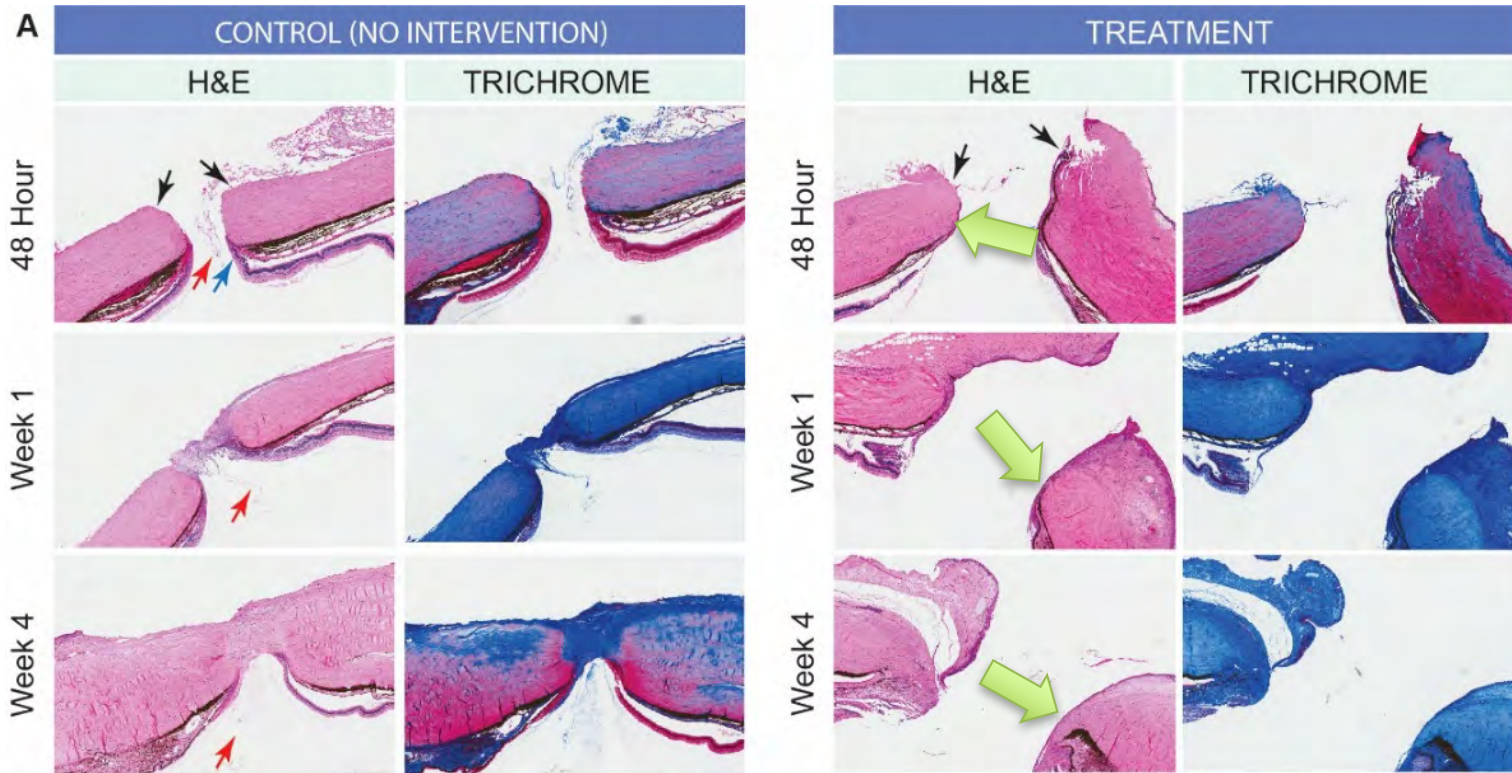 A
CONTROL (NO INTERVENTION)
TREATMENT
H&E
TRICHROME
H&E
TRICHROME
48 Hour
48 Hour
Week 1
Week 1
Week 4
Week 4